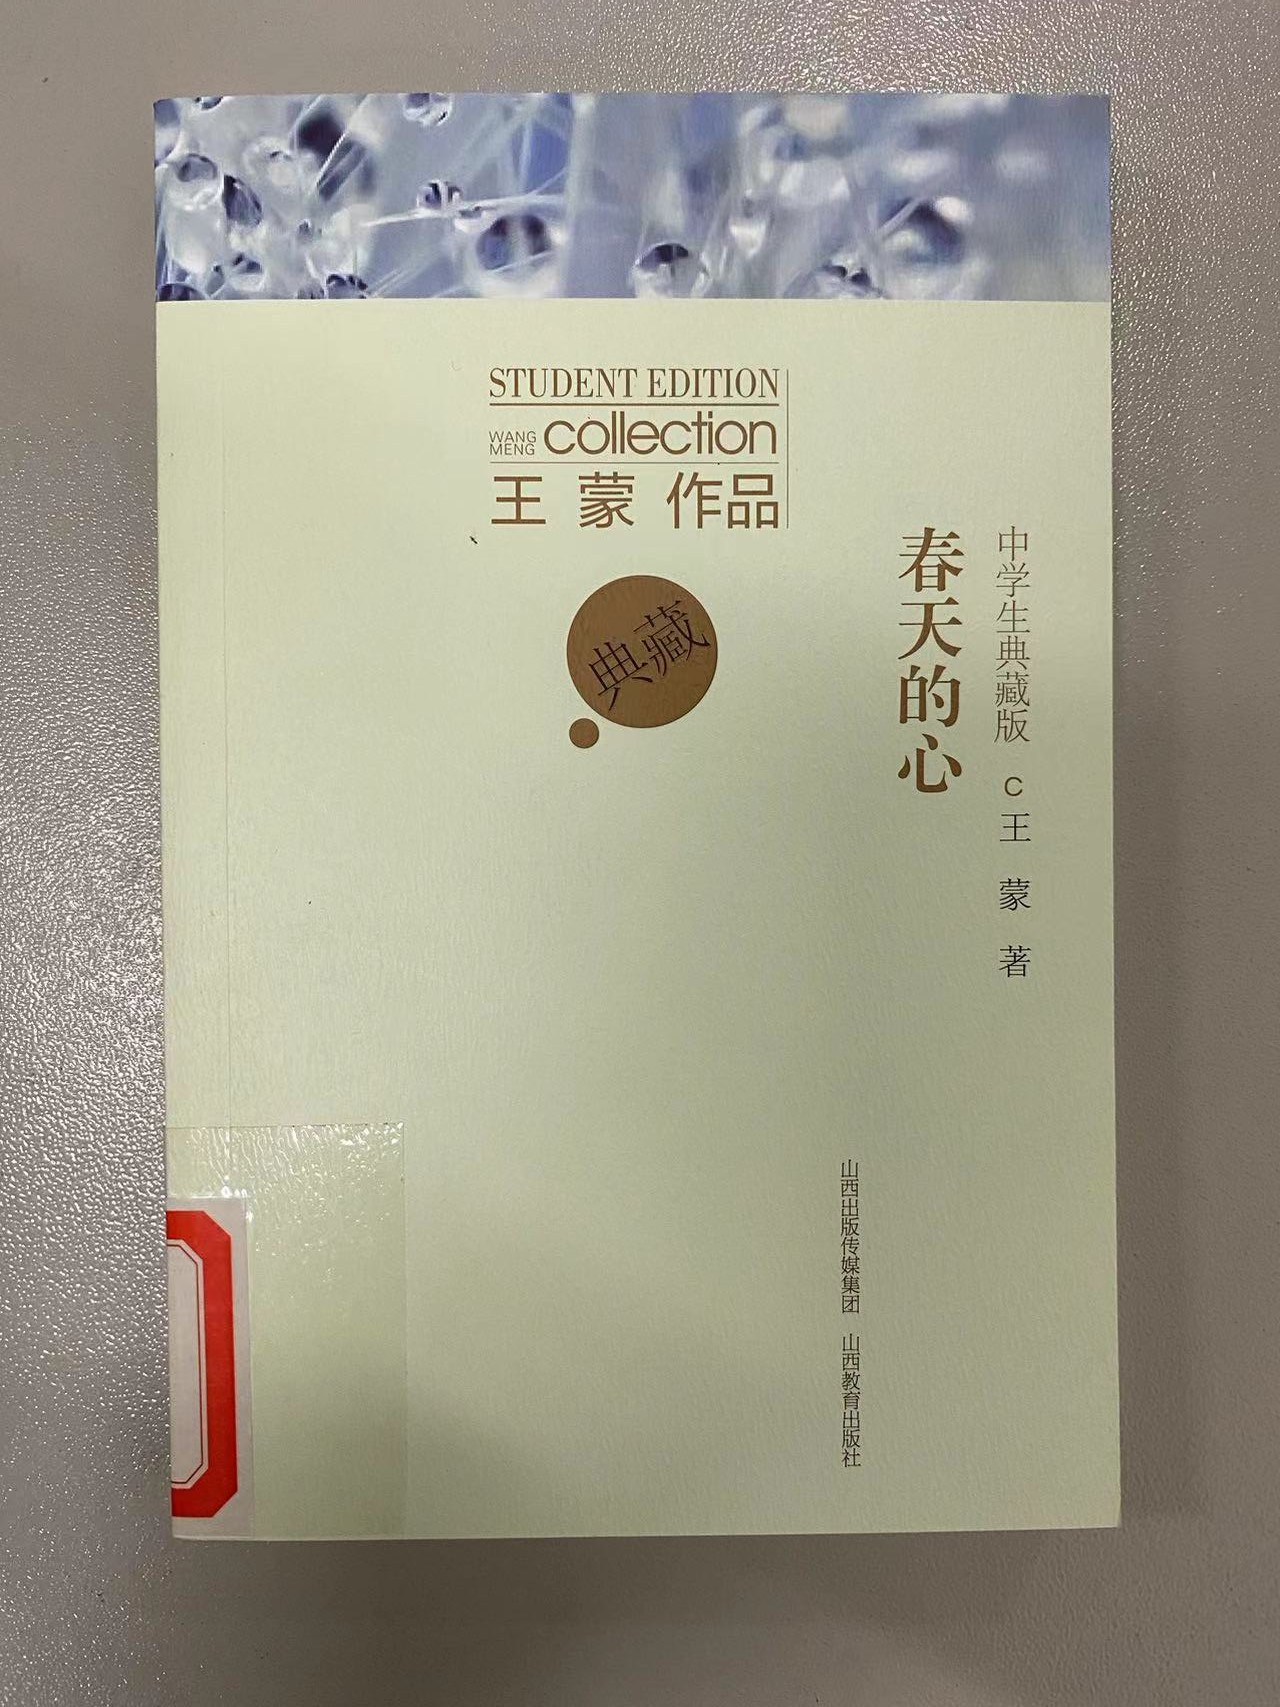 STUDENT EDITION
WANG
MENG
collection
王 蒙 作品
典藏
中学生典藏版 C 王 蒙 著
春天的心
山西出版传媒集团 山西教育出版社